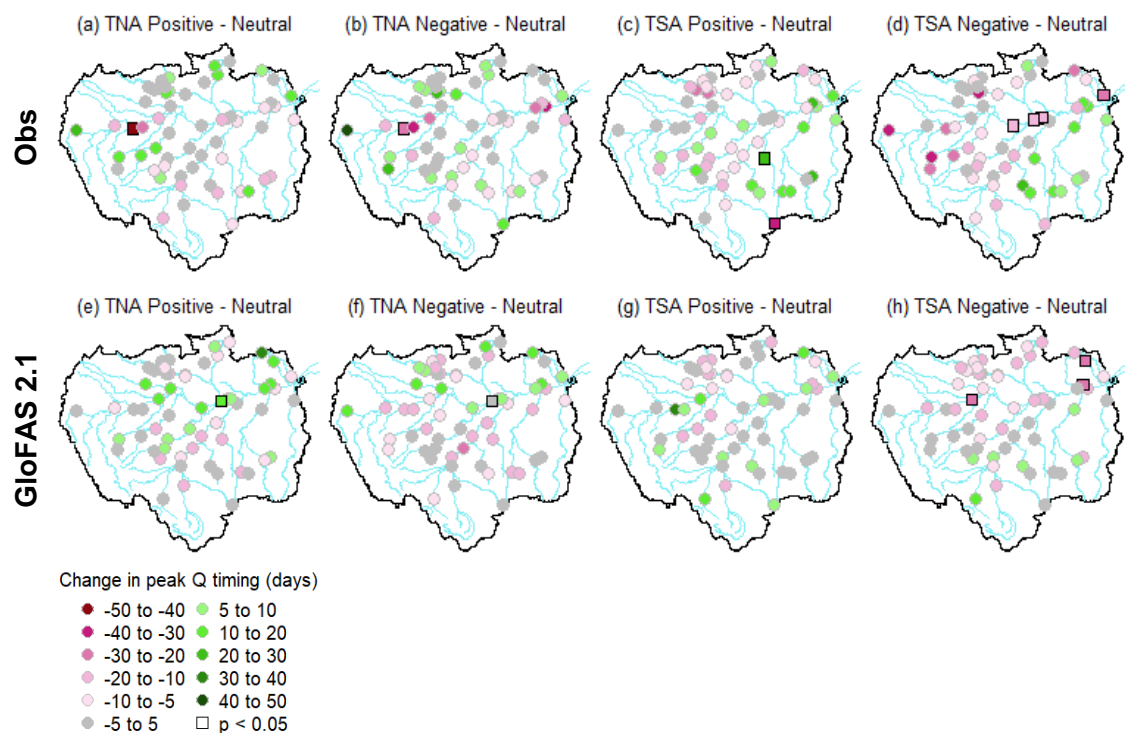 (a) TNA Positive - Neutral
(b) TNA Negative - Neutral
(c) TSA Positive - Neutral
(d) TSA Negative - Neutral
Obs
(e) TNA Positive - Neutral
(f) TNA Negative - Neutral
(g) TSA Positive - Neutral
(h) TSA Negative - Neutral
GloFAS 2.1
Change in peak Q timing (days)
-50 to -40
-40 to -30
-30 to -20
-20 to -10
-10 to -5
-5 to 5
5 to 10
10 to 20
20 to 30
30 to 40
40 to 50
p < 0.05